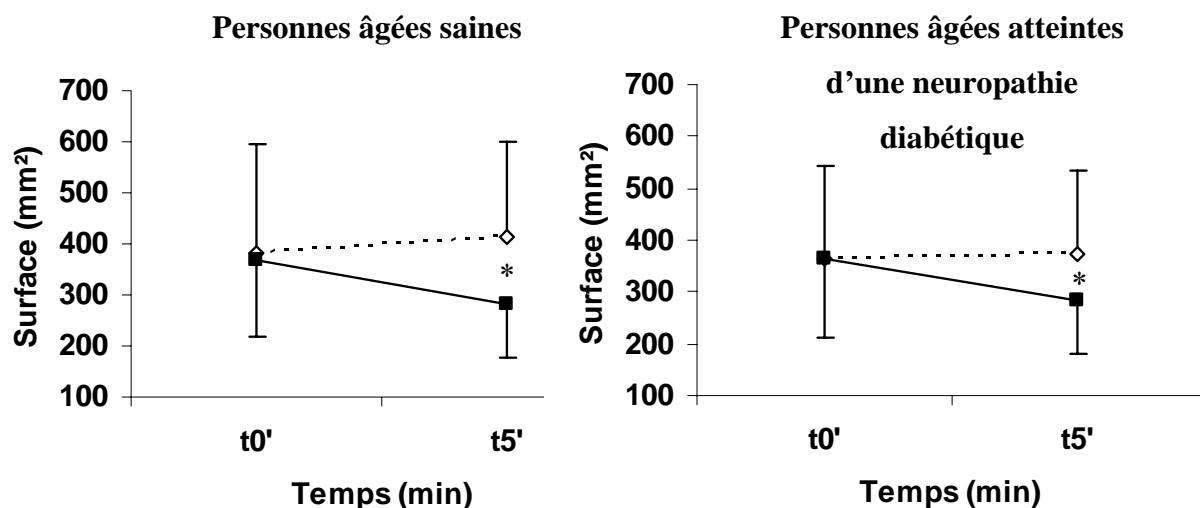 Personnes âgées saines
700
600
500
400
300
200
100
Surface (mm²)
*
t0' t5'
Temps (min)
Personnes âgées atteintes
d’une neuropathie
diabétique
700
600
500
400
300
200
100
Surface (mm²)
*
t0' t5'
Temps (min)